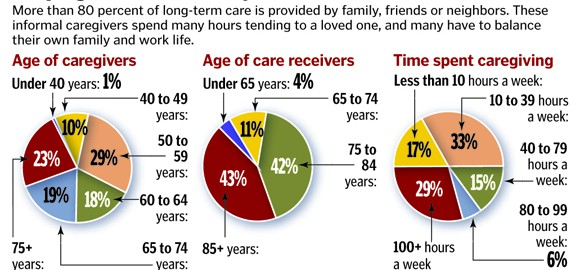 More than 80 percent of long-term care is provided by family, friends or neighbors. These
informal caregivers spend many hours tending to a loved one, and many have to balance
their own family and work life.
Age of caregivers
Under 40 years: 1%
40 to 49
years:
10%
50 to
59
years:
29%
60 to 64
years:
18%
65 to 74
years:
19%
75+
years:
23%
Age of care receivers
Under 65 years: 4%
65 to 74
years:
11%
75 to
84
years:
42%
85+ years:
43%
Time spent caregiving
Less than 10 hours a week:
17%
10 to 39 hours
a week:
33%
40 to 79
hours
a
week:
15%
80 to 99
hours
a
week:
6%
100+ hours
a week
29%